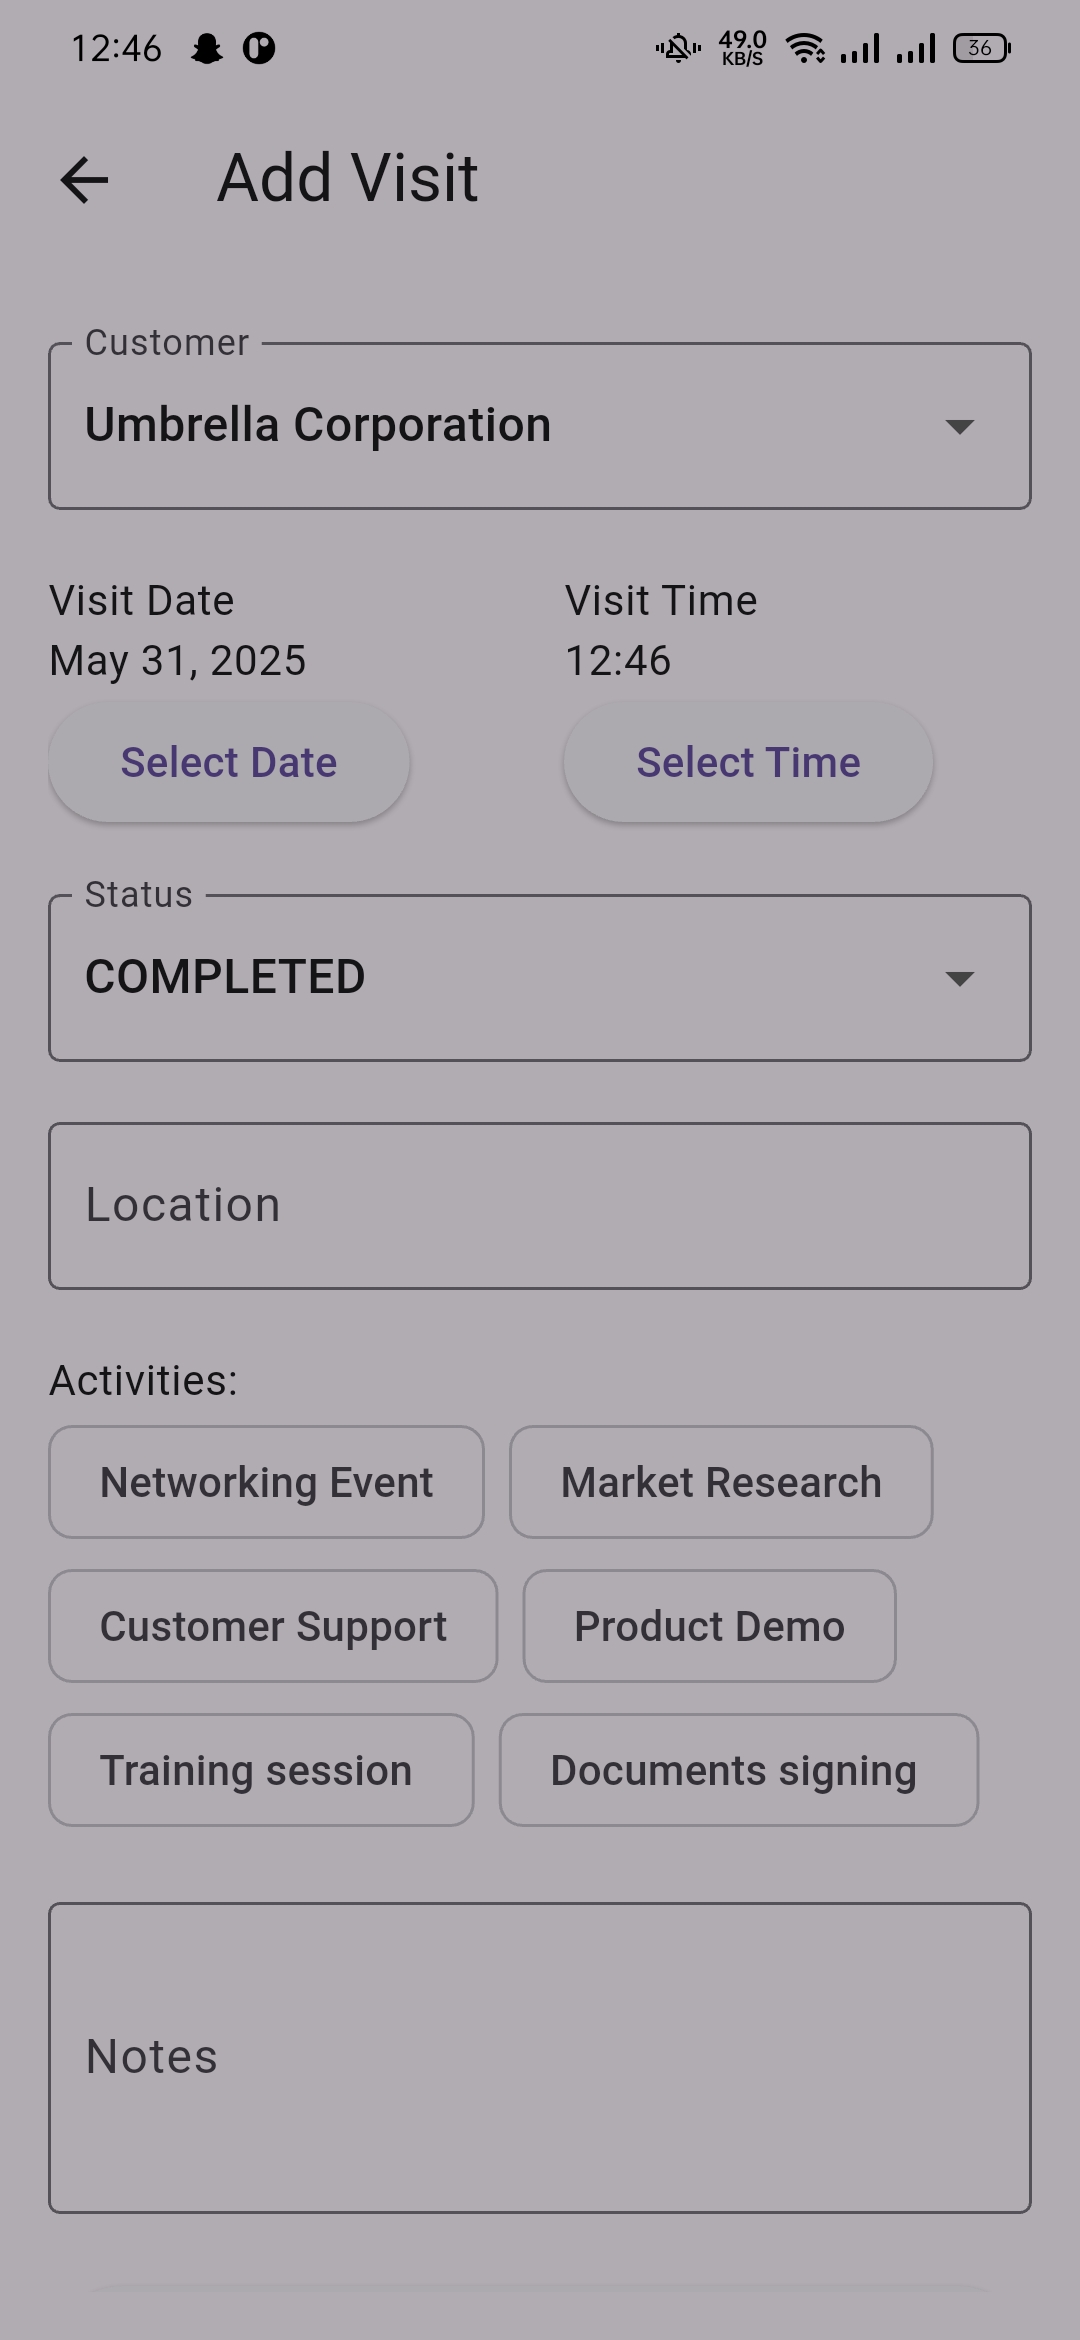 12:46 49.0 KB/S 36
Add Visit
Customer
Umbrella Corporation
Visit Date Visit Time
May 31, 2025 12:46
Select Date Select Time
Status
COMPLETED
Location
Activities:
Networking Event Market Research
Customer Support Product Demo
Training session Documents signing
Notes